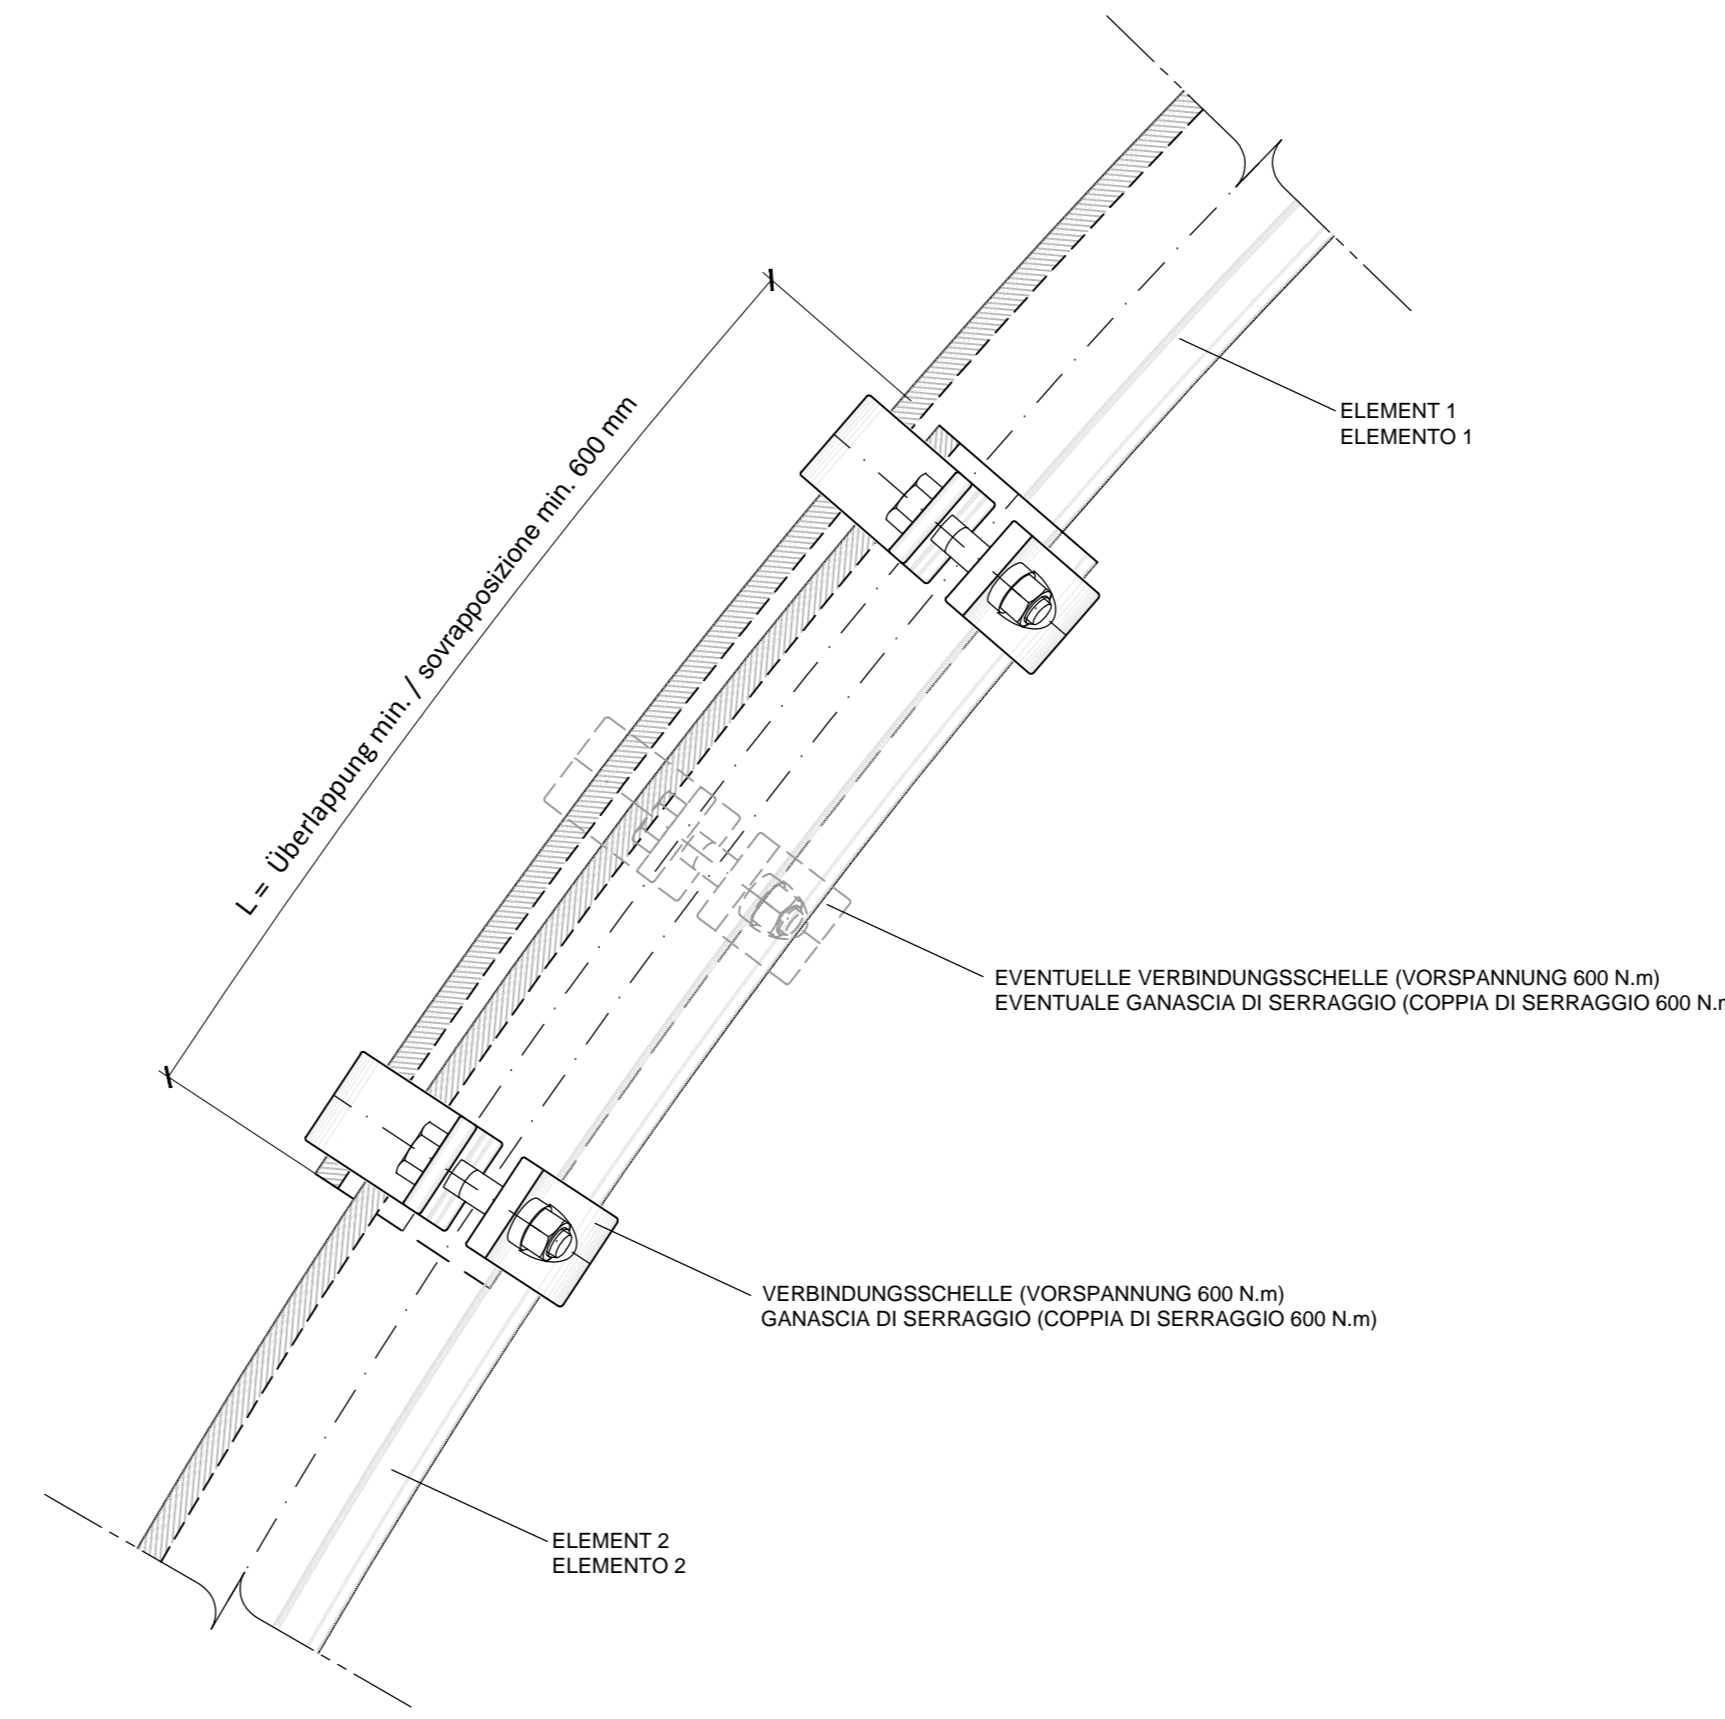 ELEMENT 1
ELEMENTO 1
L = Überlappung min. / sovrapposizione min. 600 mm
EVENTUELLE VERBINDUNGSSCHELLE (VORSPANNUNG 600 N.m)
EVENTUALE GANASCIA DI SERRAGGIO (COPPIA DI SERRAGGIO 600
VERBINDUNGSSCHELLE (VORSPANNUNG 600 N.m)
GANASCIA DI SERRAGGIO (COPPIA DI SERRAGGIO 600 N.m)
ELEMENT 2
ELEMENTO 2